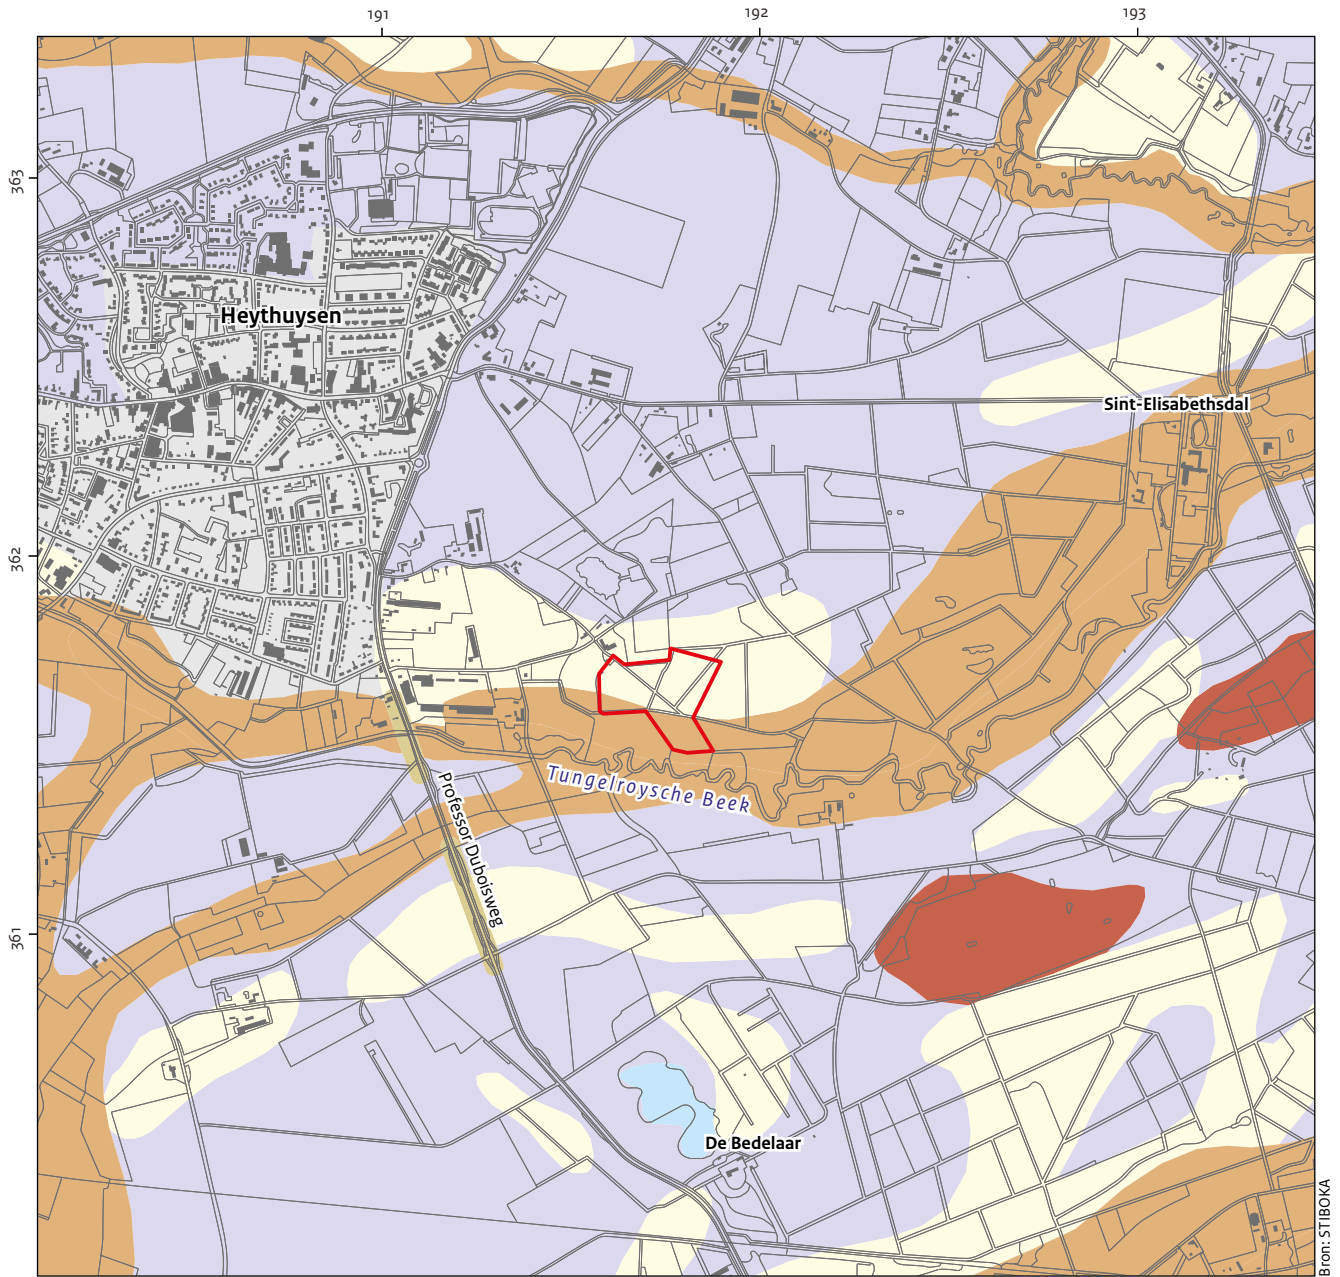 191
192
193
363
Heythuysen
Sint-Elisabethsdal
362
Tungelroysche Beek
Professor Duboisweg
361
De Bedelaar
Bron: STIBOKA